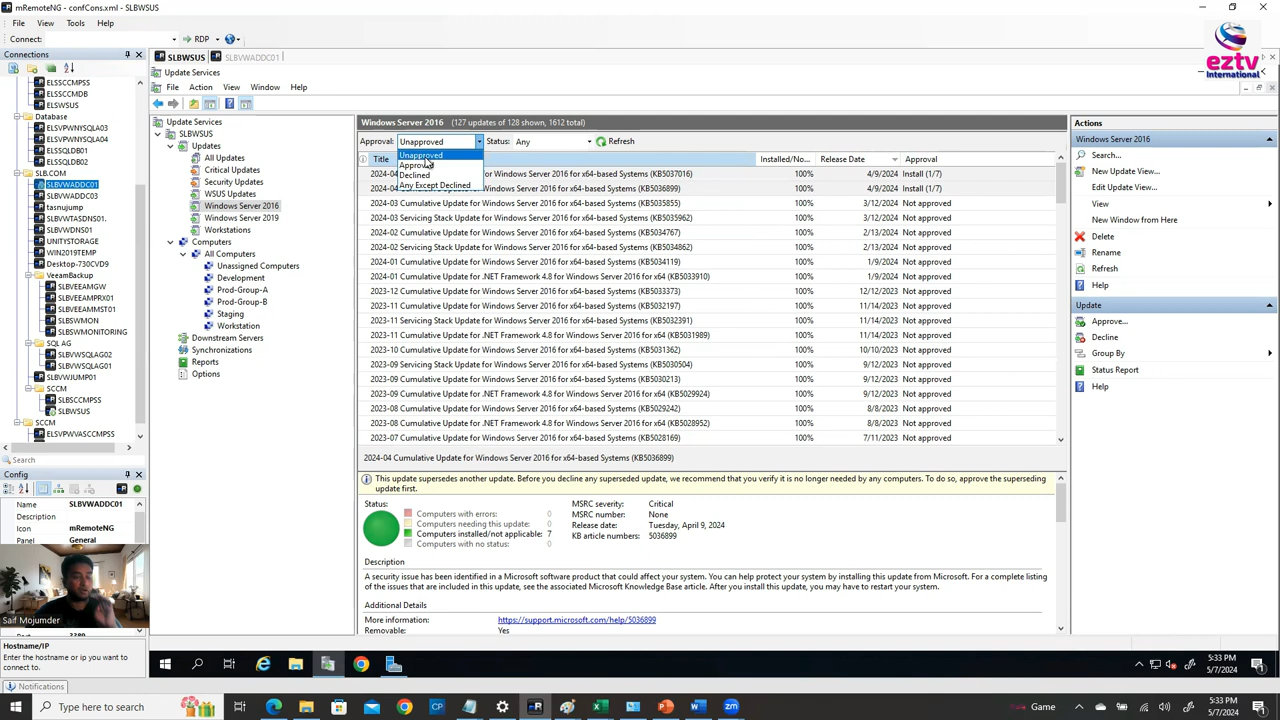 mRemoteNG - confCons.xml - SLBWSUS
File View Tools Help
Connect: RDP
eztv
International
Connections
ELSSCCMPSS
ELSSCCMDB
ELSWSUS
Database
ELSVPWNYSQLA03
ELSVPWNYSQLA04
ELSSQLDB01
ELSSQLDB02
SLB.COM
SLBVWADDC01
SLBVWADDC03
tasnujump
SLBVWTASDNS01.
SLBVWDNS01
UNITYSTORAGE
WIN2019TEMP
Desktop-730CVD9
VeeamBackup
SLBVEEAMGW
SLBVEEAMPRX01
SLBVEEAMMST01
SLBVSWMON
SLBVSWMONITORING
SQL AG
SLBVVWSQLAG02
SLBVWSQLAG01
SLBVWJUMP01
SCCM
SLBSCCMPSS
SLBWSUS
SCCM
ELSVPWVASCCMPSS
Search
Config
Name SLBVWADDC01
Description
Icon mRemoteNG
Panel General
Saif Mojumder
Hostname/IP
Enter the hostname or ip you want to
connect to.
Notifications
SLBWSUS SLBVWADDC01
Update Services
File Action View Window Help
Update Services
SLBWSUS
Updates
All Updates
Critical Updates
Security Updates
WSUS Updates
Windows Server 2016
Windows Server 2019
Workstations
Computers
All Computers
Unassigned Computers
Development
Prod-Group-A
Prod-Group-B
Staging
Workstation
Downstream Servers
Synchronizations
Reports
Options
Windows Server 2016 (127 updates of 128 shown, 1612 total)
Approval: Unapproved Status: Any Refresh
Unapproved
Approved
Declined
Any Except Declined
Title Installed/No... Release Date Approval
2024-04 Windows Server 2016 for x64-based Systems (KB5037016) 100% 4/9/2024 Install (1/7)
2024-04 Windows Server 2016 for x64-based Systems (KB5036899) 100% 4/9/2024 Install (1/7)
2024-03 Cumulative Update for Windows Server 2016 for x64-based Systems (KB5035855) 100% 3/12/2024 Not approved
2024-03 Servicing Stack Update for Windows Server 2016 for x64-based Systems (KB5035962) 100% 3/12/2024 Not approved
2024-02 Cumulative Update for Windows Server 2016 for x64-based Systems (KB5034767) 100% 2/13/2024 Not approved
2024-02 Servicing Stack Update for Windows Server 2016 for x64-based Systems (KB5034862) 100% 2/13/2024 Not approved
2024-01 Cumulative Update for Windows Server 2016 for x64-based Systems (KB5034119) 100% 1/9/2024 Not approved
2024-01 Cumulative Update for .NET Framework 4.8 for Windows Server 2016 for x64 (KB5033910) 100% 1/9/2024 Not approved
2023-12 Cumulative Update for Windows Server 2016 for x64-based Systems (KB5033373) 100% 12/12/2023 Not approved
2023-11 Cumulative Update for Windows Server 2016 for x64-based Systems (KB5032197) 100% 11/14/2023 Not approved
2023-11 Servicing Stack Update for Windows Server 2016 for x64-based Systems (KB5032391) 100% 11/14/2023 Not approved
2023-11 Cumulative Update for .NET Framework 4.8 for Windows Server 2016 for x64 (KB5031989) 100% 11/14/2023 Not approved
2023-10 Cumulative Update for Windows Server 2016 for x64-based Systems (KB5031362) 100% 10/10/2023 Not approved
2023-09 Servicing Stack Update for Windows Server 2016 for x64-based Systems (KB5030504) 100% 9/12/2023 Not approved
2023-09 Cumulative Update for Windows Server 2016 for x64-based Systems (KB5030213) 100% 9/12/2023 Not approved
2023-09 Cumulative Update for .NET Framework 4.8 for Windows Server 2016 for x64 (KB5029924) 100% 9/12/2023 Not approved
2023-08 Cumulative Update for Windows Server 2016 for x64-based Systems (KB5029242) 100% 8/8/2023 Not approved
2023-08 Cumulative Update for .NET Framework 4.8 for Windows Server 2016 for x64 (KB5028952) 100% 8/8/2023 Not approved
2023-07 Cumulative Update for Windows Server 2016 for x64-based Systems (KB5028169) 100% 7/11/2023 Not approved
2024-04 Cumulative Update for Windows Server 2016 for x64-based Systems (KB5036899)
This update supersedes another update. Before you decline any superseded update, we recommend that you verify it is no longer needed by any computers. To do so, approve the superseding
update first.
Status:
Computers with errors: 0
Computers needing this update: 0
Computers installed/not applicable: 7
Computers with no status: 0
MSRC severity: Critical
MSRC number: None
Release date: Tuesday, April 9, 2024
KB article numbers: 5036899
Description
A security issue has been identified in a Microsoft software product that could affect your system. You can help protect your system by installing this update from Microsoft. For a complete listing
of the issues that are included in this update, see the associated Microsoft Knowledge Base article. After you install this update, you may have to restart your system.
Additional Details
More information: https://support.microsoft.com/help/5036899
Removable: Yes
Actions
Windows Server 2016
Search...
New Update View...
Edit Update View...
View
New Window from Here
Delete
Rename
Refresh
Help
Update
Approve...
Decline
Group By
Status Report
Help
5:33 PM
5/7/2024
Type here to search
Game
5:33 PM
5/7/2024